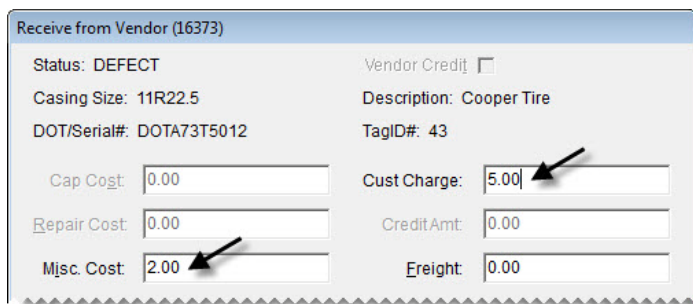 Receive from Vendor (16373)
Status: DEFECT Vendor Credit
Casing Size: 11R22.5 Description: Cooper Tire
DOT/Serial#: DOTA73T5012 TagID#: 43
Cap Cost: 0.00 Cust Charge: 5.00
Repair Cost: 0.00 Credit Amt: 0.00
Misc. Cost: 2.00 Freight: 0.00